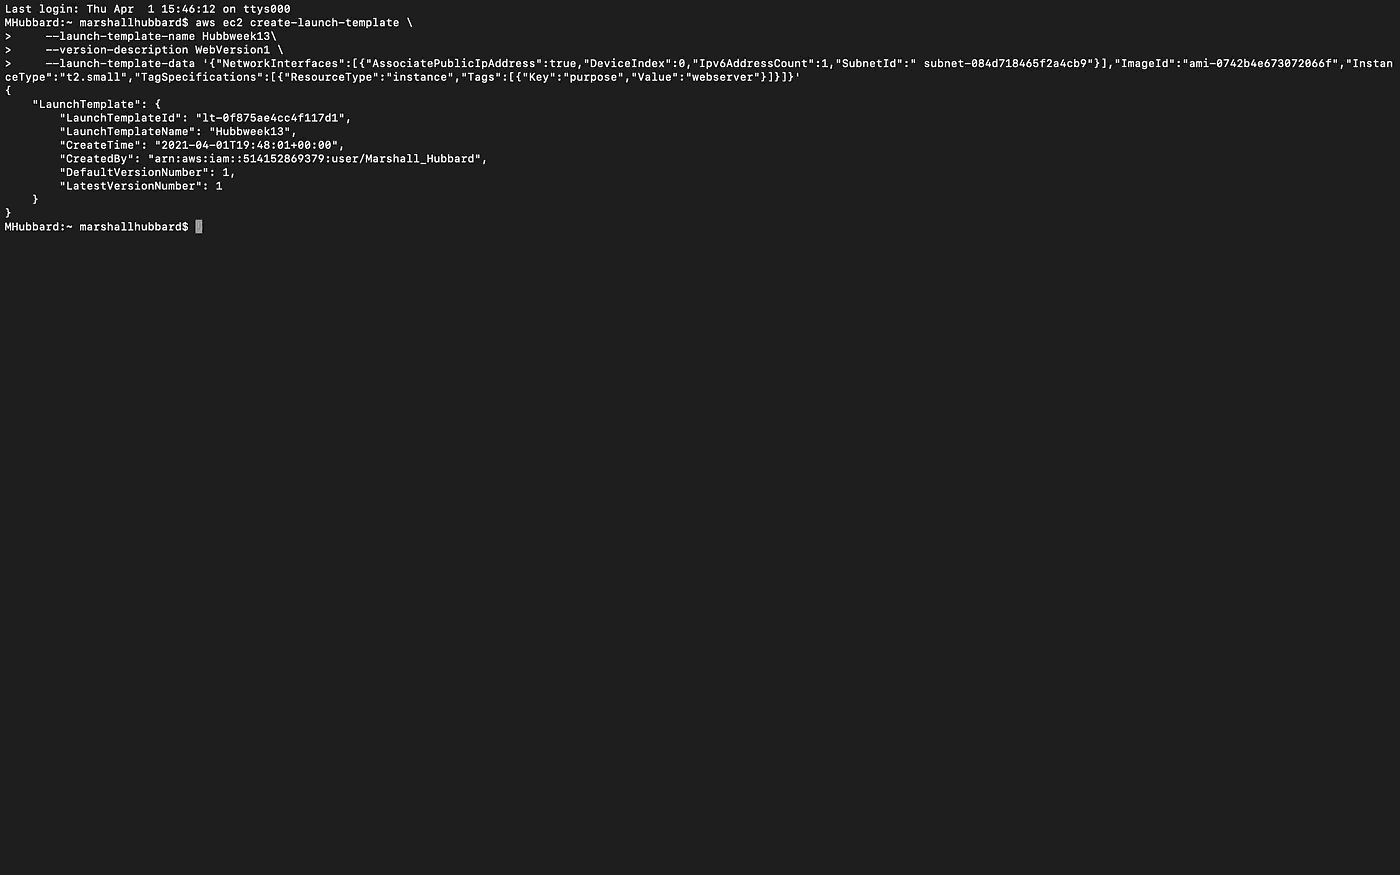 Last login: Thu Apr  1 15:46:12 on ttys000
MHubbard:~ marshallhubbard$ aws ec2 create-launch-template \
>     --launch-template-name Hubbweek13\
>     --version-description WebVersion1 \
>     --launch-template-data '{"NetworkInterfaces":[{"AssociatePublicIpAddress":true,"DeviceIndex":0,"Ipv6AddressCount":1,"SubnetId":" subnet-084d718465f2a4cb9"}],"ImageId":"ami-0742b4e673072066f","Instan
ceType":"t2.small","TagSpecifications":[{"ResourceType":"instance","Tags":[{"Key":"purpose","Value":"webserver"}]}]}'
{
    "LaunchTemplate": {
        "LaunchTemplateId": "lt-0f875ae4cc4f117d1",
        "LaunchTemplateName": "Hubbweek13",
        "CreateTime": "2021-04-01T19:48:01+00:00",
        "CreatedBy": "arn:aws:iam::514152869379:user/Marshall_Hubbard",
        "DefaultVersionNumber": 1,
        "LatestVersionNumber": 1
    }
}
MHubbard:~ marshallhubbard$